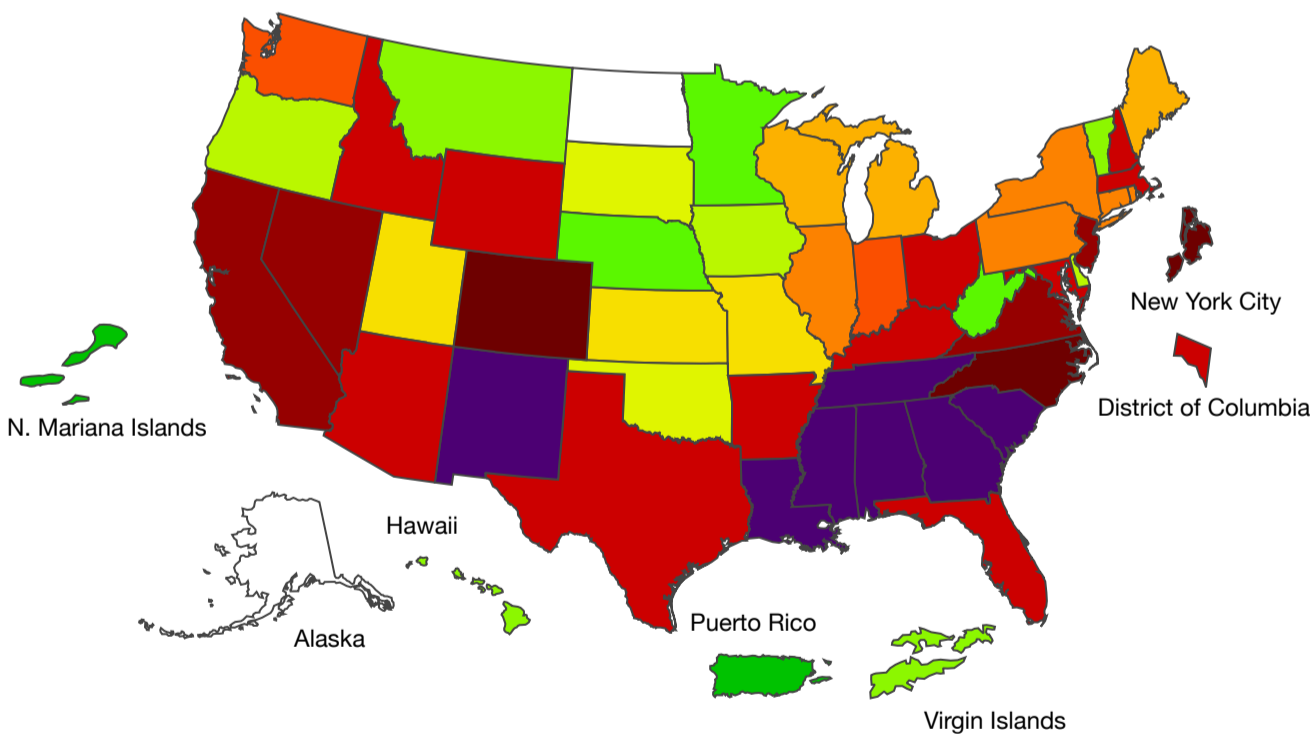 New York City
District of Columbia
N. Mariana Islands
Hawaii
Alaska
Puerto Rico
Virgin Islands